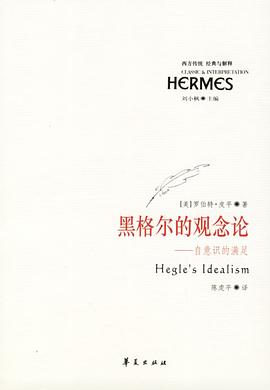 西方传统 经典与解释
CLASSIC & INTERPRETATION
HERMES
刘小枫·主编
[美]罗伯特·皮平 著
黑格尔的观念论
——自意识的满足
Hegle's Idealism
陈虎平 译
华夏出版社